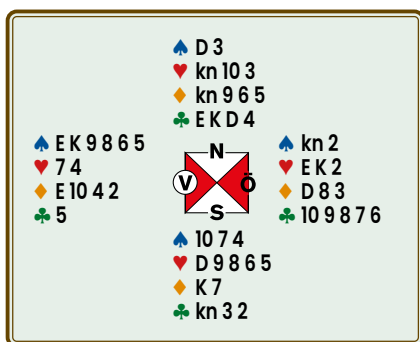 ♠ D 3
♥ kn 10 3
♦ kn 9 6 5
♣ E K D 4
♠ E K 9 8 6 5
♥ 7 4
♦ E 10 4 2
♣ 5
N
V Ö
S
♠ kn 2
♥ E K 2
♦ D 8 3
♣ 10 9 8 7 6
♠ 10 7 4
♥ D 9 8 6 5
♦ K 7
♣ kn 3 2